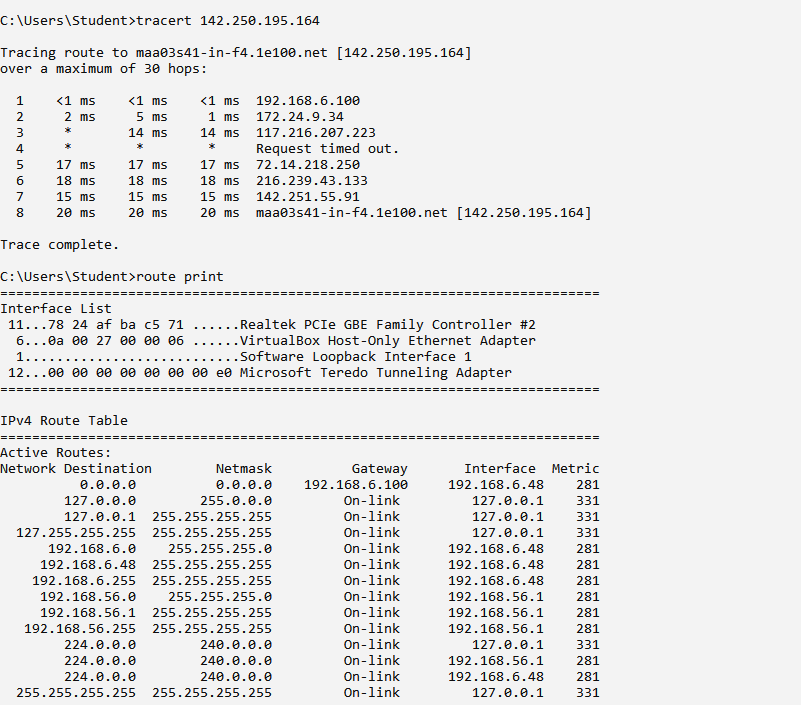 C:\Users\Student>tracert 142.250.195.164
Tracing route to maa03s41-in-f4.1e100.net [142.250.195.164]
over a maximum of 30 hops:
  1    <1 ms    <1 ms    <1 ms  192.168.6.100
  2     2 ms     5 ms     1 ms  172.24.9.34
  3     *       14 ms    14 ms  117.216.207.223
  4     *        *        *     Request timed out.
  5    17 ms    17 ms    17 ms  72.14.218.250
  6    18 ms    18 ms    18 ms  216.239.43.133
  7    15 ms    15 ms    15 ms  142.251.55.91
  8    20 ms    20 ms    20 ms  maa03s41-in-f4.1e100.net [142.250.195.164]
Trace complete.
C:\Users\Student>route print
===========================================================================
Interface List
 11...78 24 af ba c5 71 ......Realtek PCIe GBE Family Controller #2
  6...0a 00 27 00 00 06 ......VirtualBox Host-Only Ethernet Adapter
  1...........................Software Loopback Interface 1
 12...00 00 00 00 00 00 00 e0 Microsoft Teredo Tunneling Adapter
===========================================================================
IPv4 Route Table
===========================================================================
Active Routes:
Network Destination        Netmask          Gateway       Interface  Metric
          0.0.0.0          0.0.0.0    192.168.6.100     192.168.6.48    281
        127.0.0.0        255.0.0.0         On-link         127.0.0.1    331
        127.0.0.1  255.255.255.255         On-link         127.0.0.1    331
  127.255.255.255  255.255.255.255         On-link         127.0.0.1    331
      192.168.6.0    255.255.255.0         On-link      192.168.6.48    281
     192.168.6.48  255.255.255.255         On-link      192.168.6.48    281
    192.168.6.255  255.255.255.255         On-link      192.168.6.48    281
     192.168.56.0    255.255.255.0         On-link      192.168.56.1    281
     192.168.56.1  255.255.255.255         On-link      192.168.56.1    281
   192.168.56.255  255.255.255.255         On-link      192.168.56.1    281
        224.0.0.0        240.0.0.0         On-link         127.0.0.1    331
        224.0.0.0        240.0.0.0         On-link      192.168.56.1    281
        224.0.0.0        240.0.0.0         On-link      192.168.6.48    281
  255.255.255.255  255.255.255.255         On-link         127.0.0.1    331